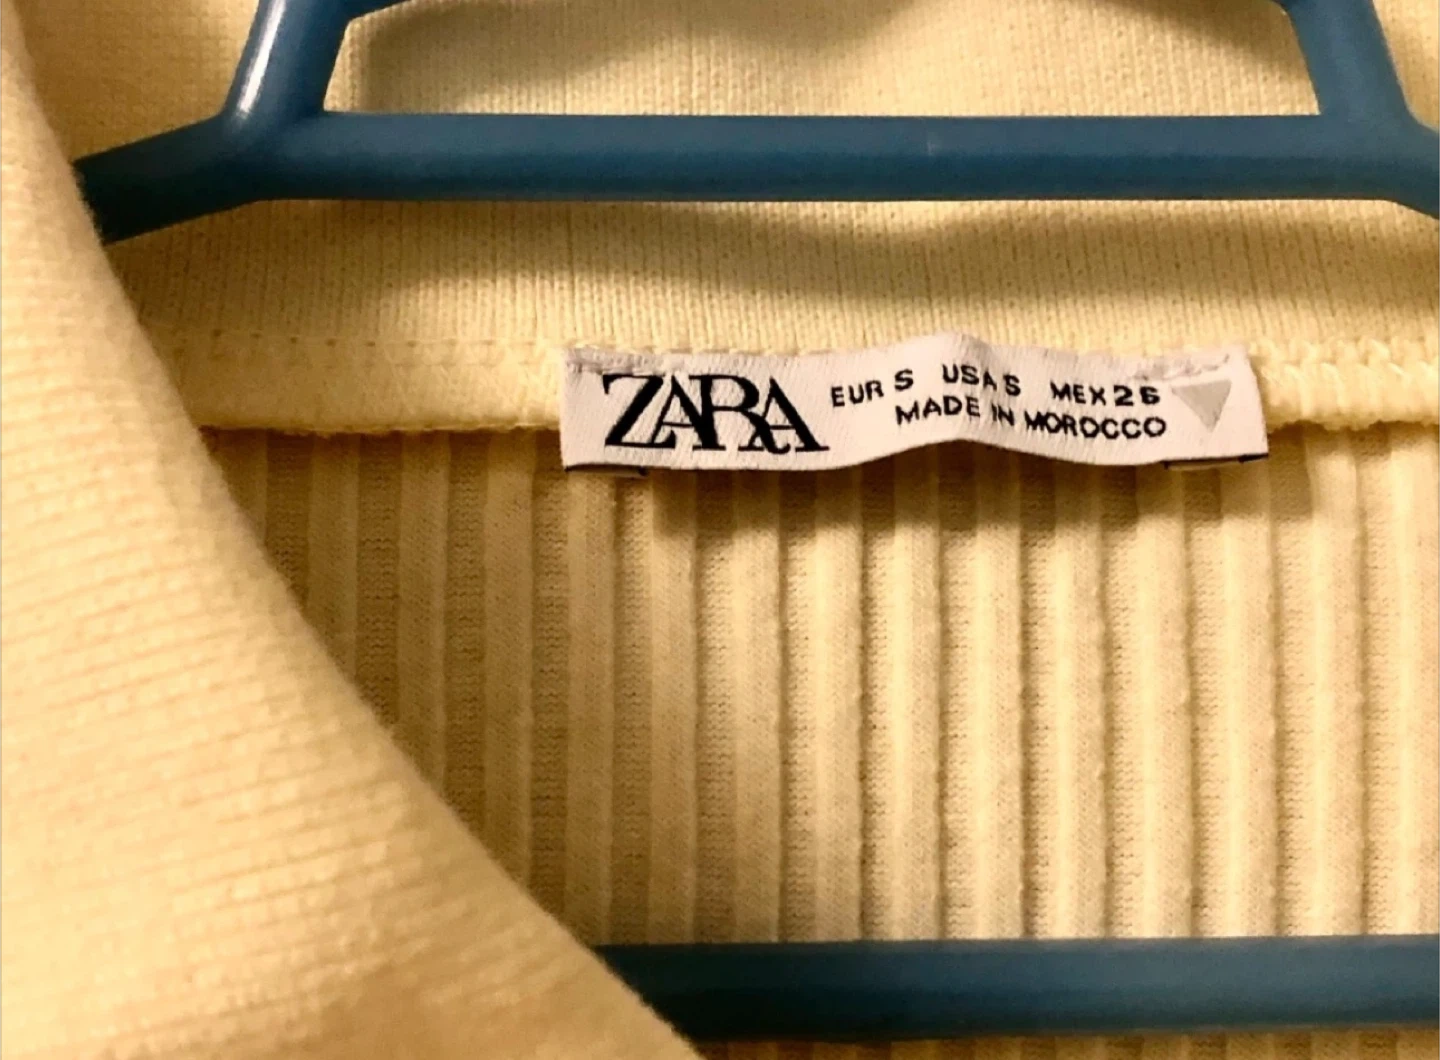 ZARA
EUR S USA S MEX 26
MADE IN MOROCCO